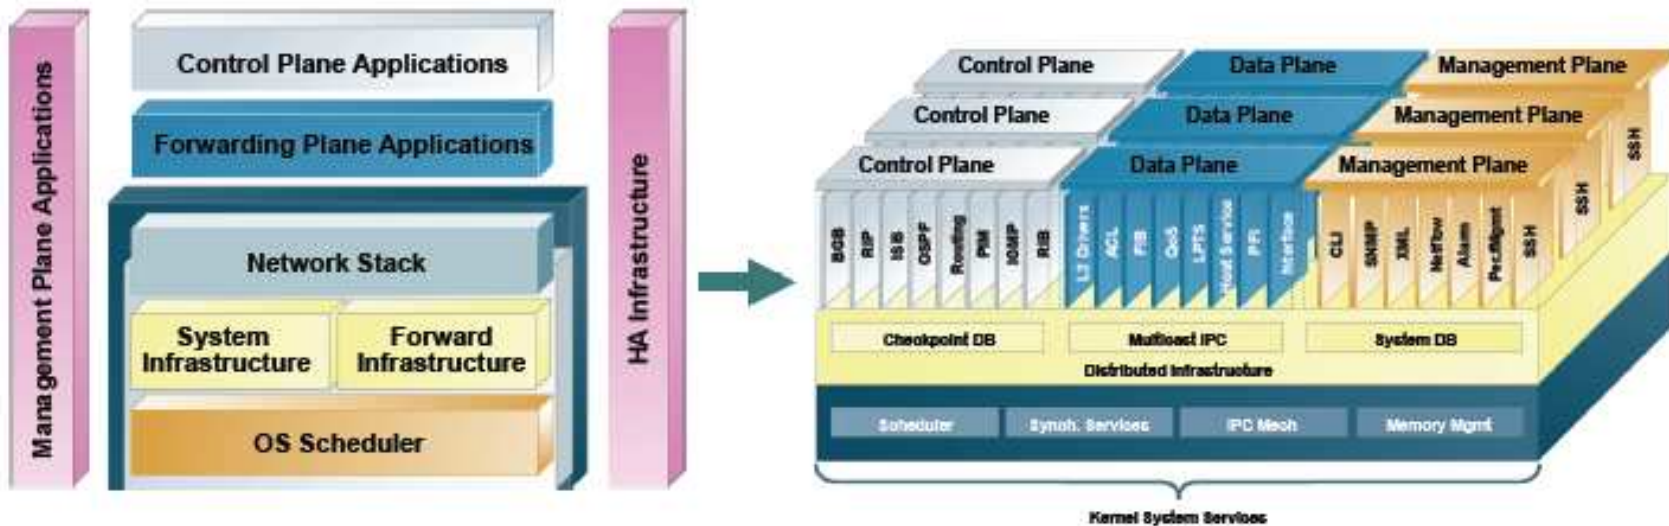 Management Plane Applications
Control Plane Applications
Forwarding Plane Applications
Network Stack
System
Infrastructure
Forward
Infrastructure
OS Scheduler
HA Infrastructure
Control Plane
Data Plane
Management Plane
Control Plane
Data Plane
Management Plane
Control Plane
Data Plane
Management Plane
SSH
SSH
BGB
RIP
OSPF
Routing
PIM
IGMP
RIB
ACL
FIB
QoS
LPTS
Host Service
PFI
Interface
CLI
SNMP
XML
Netflow
Alarm
Per.Mgmt
SSH
Checkpoint DB
Multicast IPC
System DB
Distributed Infrastructure
Scheduler
Synch. Services
IPC Mech
Memory Mgmt
Kernel System Services